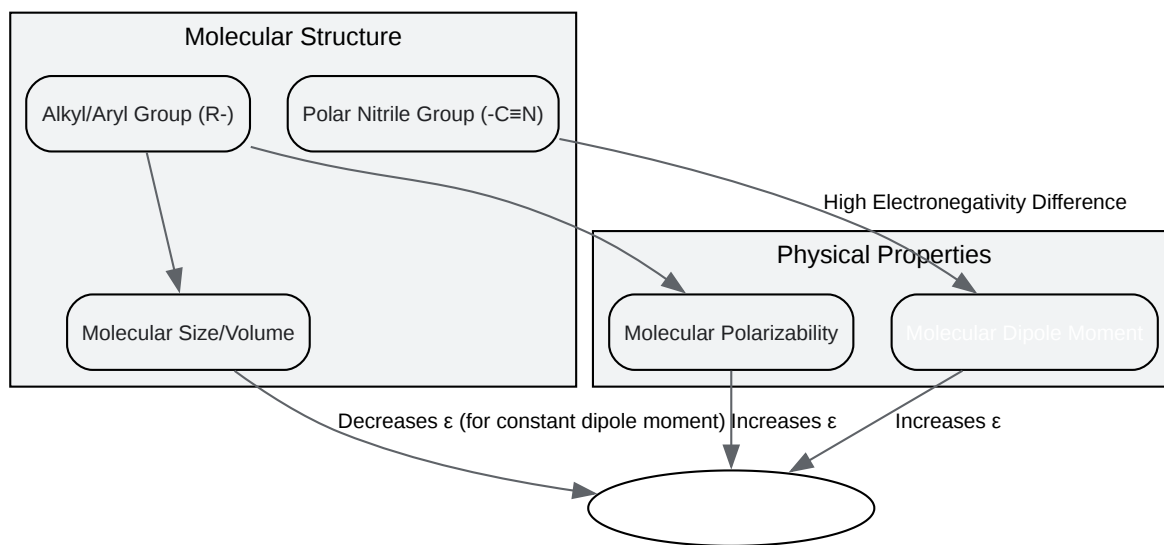 Molecular Structure
Alkyl/Aryl Group (R-)
Polar Nitrile Group (-C≡N)
High Electronegativity Difference
Physical Properties
Molecular Size/Volume
Molecular Polarizability
Molecular Dipole Moment
Decreases ε (for constant dipole moment)
Increases ε
Increases ε